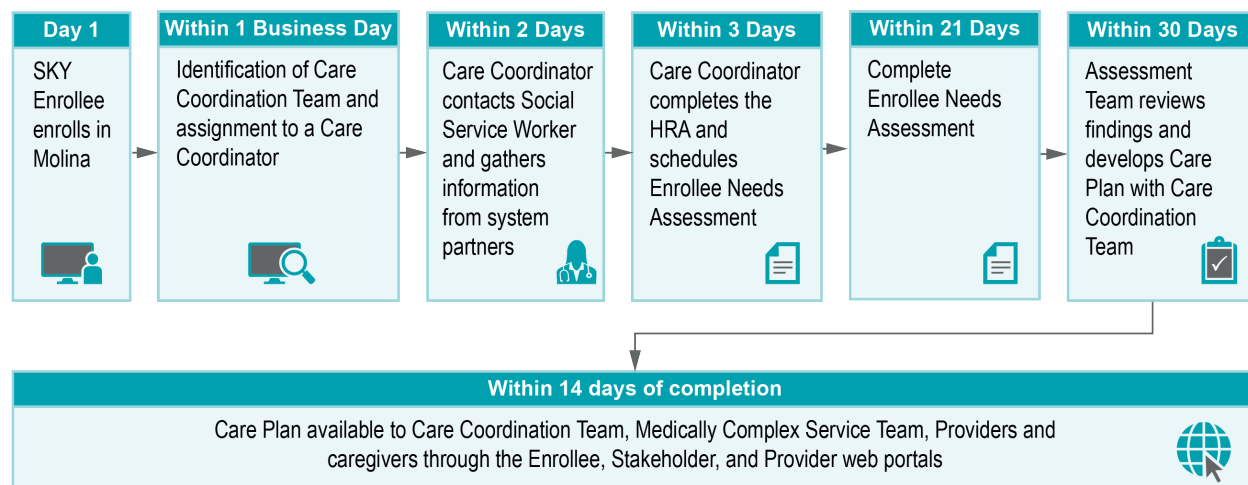 Day 1
SKY
Enrollee
enrolls in
Molina
Within 1 Business Day
Identification of Care
Coordination Team and
assignment to a Care
Coordinator
Within 2 Days
Care Coordinator
contacts Social
Service Worker
and gathers
information
from system
partners
Within 3 Days
Care Coordinator
completes the
HRA and
schedules
Enrollee Needs
Assessment
Within 21 Days
Complete
Enrollee Needs
Assessment
Within 30 Days
Assessment
Team reviews
findings and
develops Care
Plan with Care
Coordination
Team
Within 14 days of completion
Care Plan available to Care Coordination Team, Medically Complex Service Team, Providers and
caregivers through the Enrollee, Stakeholder, and Provider web portals